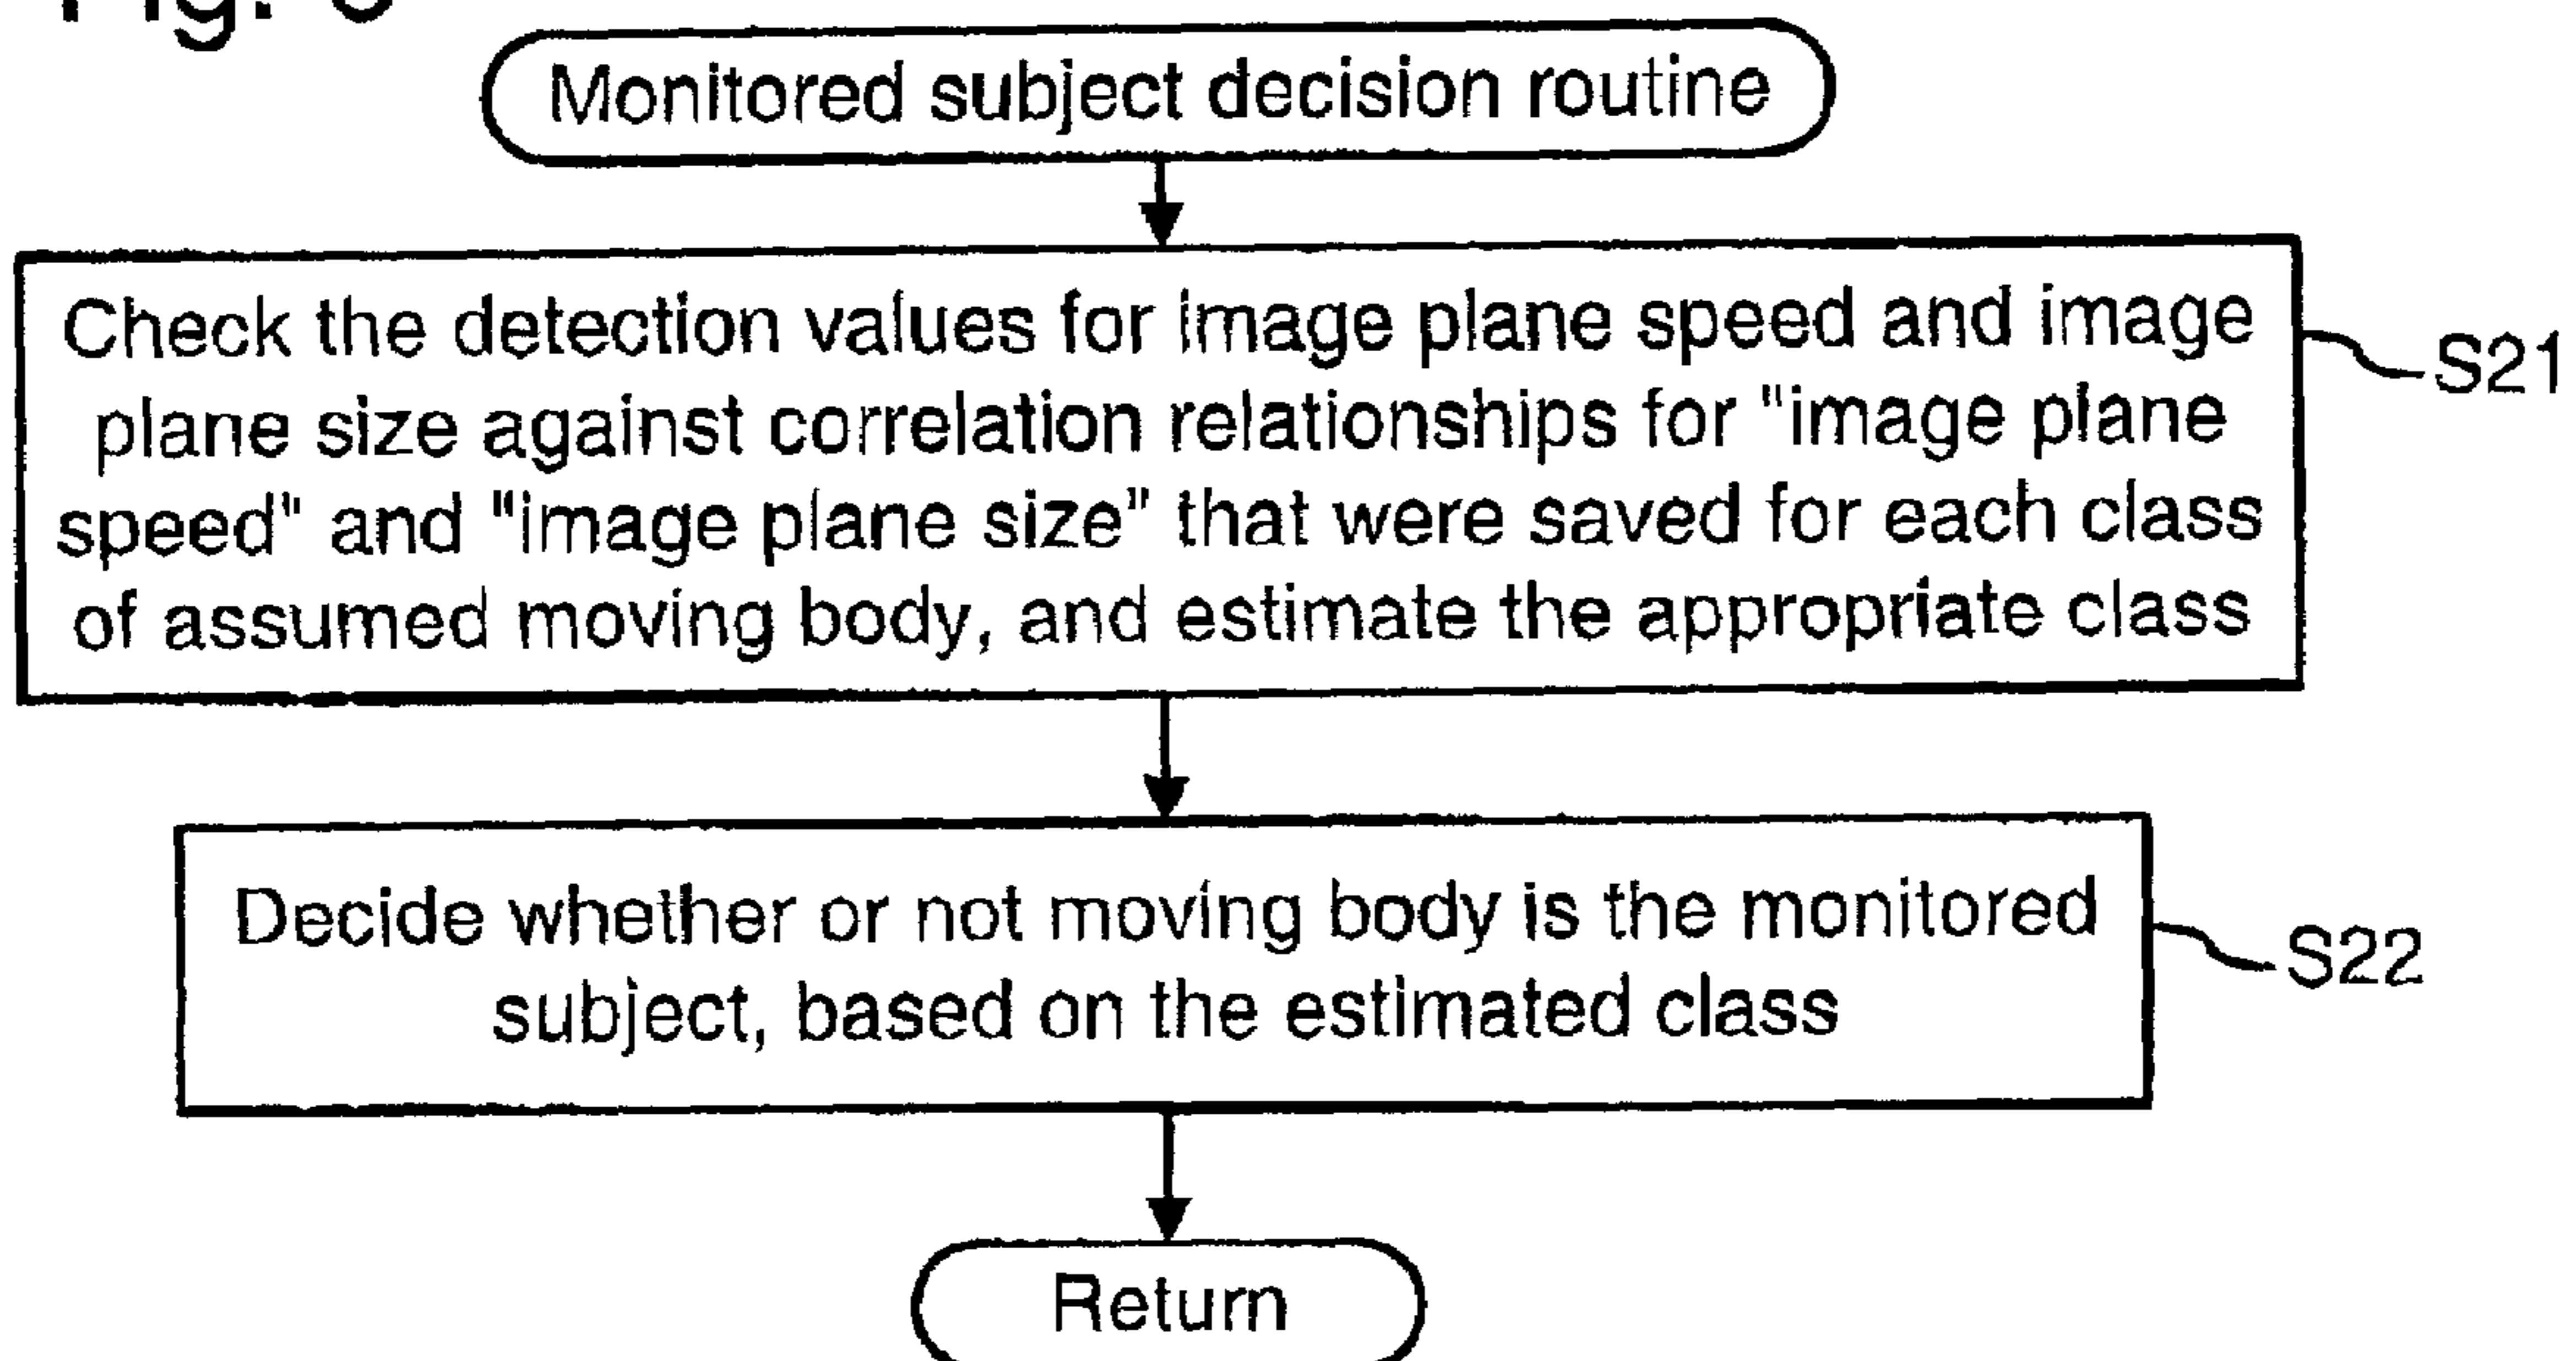 Fig.
Monitored subject decision routine
Check the detection values for image plane speed and image
plane size against correlation relationships for "image plane
speed" and "image plane size" that were saved for each class
of assumed moving body, and estimate the appropriate class
S21
Decide whether or not moving body is the monitored
subject, based on the estimated class
S22
Return